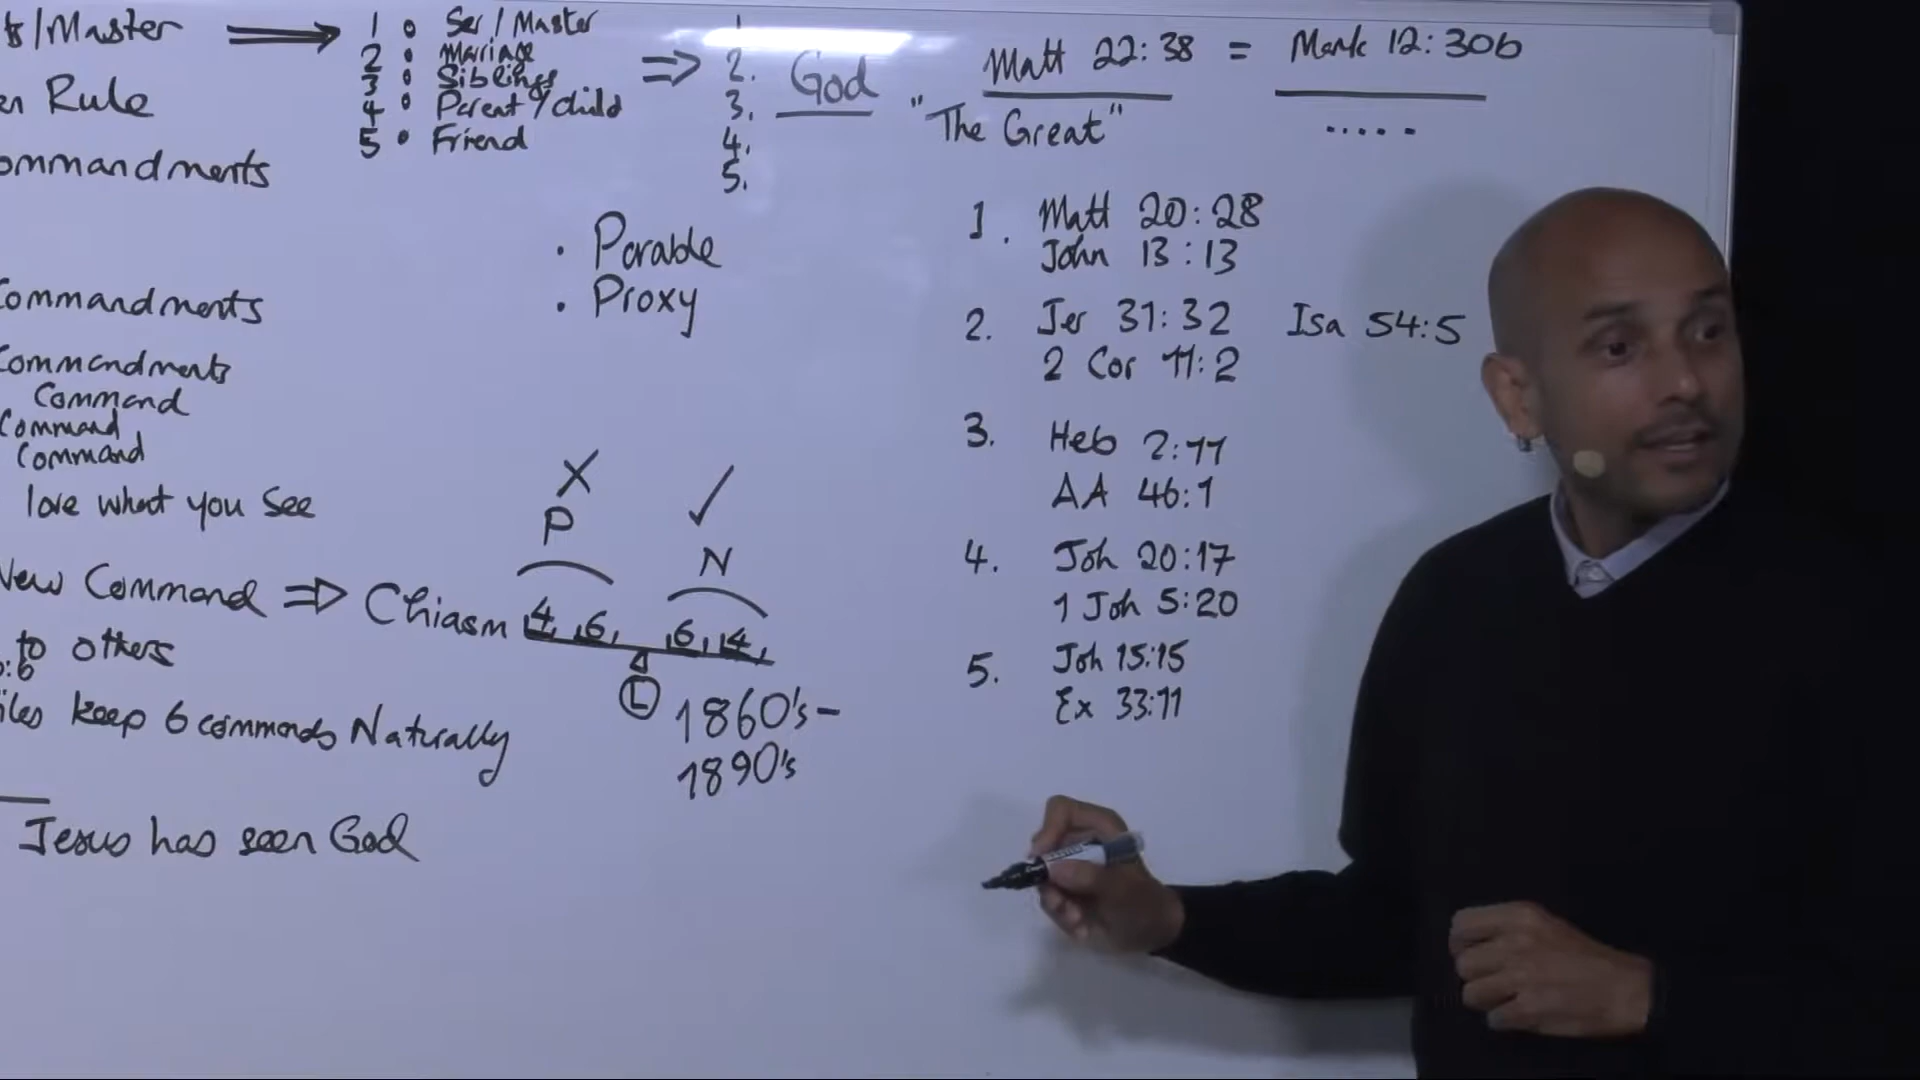 /Master ⇒ 1 • Ser / Master
2 • Mariage
3 • Siblings
4 • Parent / child
5 • Friend
⇒ 1
2.
3.
4.
5.
God
Matt 22:38 = Mark 12:30b
"The Great" .....
Rule
ommandments
• Parable
• Proxy
Commandments
Commandments
Command
Command
Command
love what you see
New Command ⇒ Chiasm 4, 6, 6, 4,
X
P
✓
N
L
1860's -
1890's
to others
:6
iles keep 6 commands Naturally
Jesus has seen God
1. Matt 20:28
John 13:13
2. Jer 31:32 Isa 54:5
2 Cor 11:2
3. Heb 2:11
AA 46:1
4. Joh 20:17
1 Joh 5:20
5. Joh 15:15
Ex 33:11